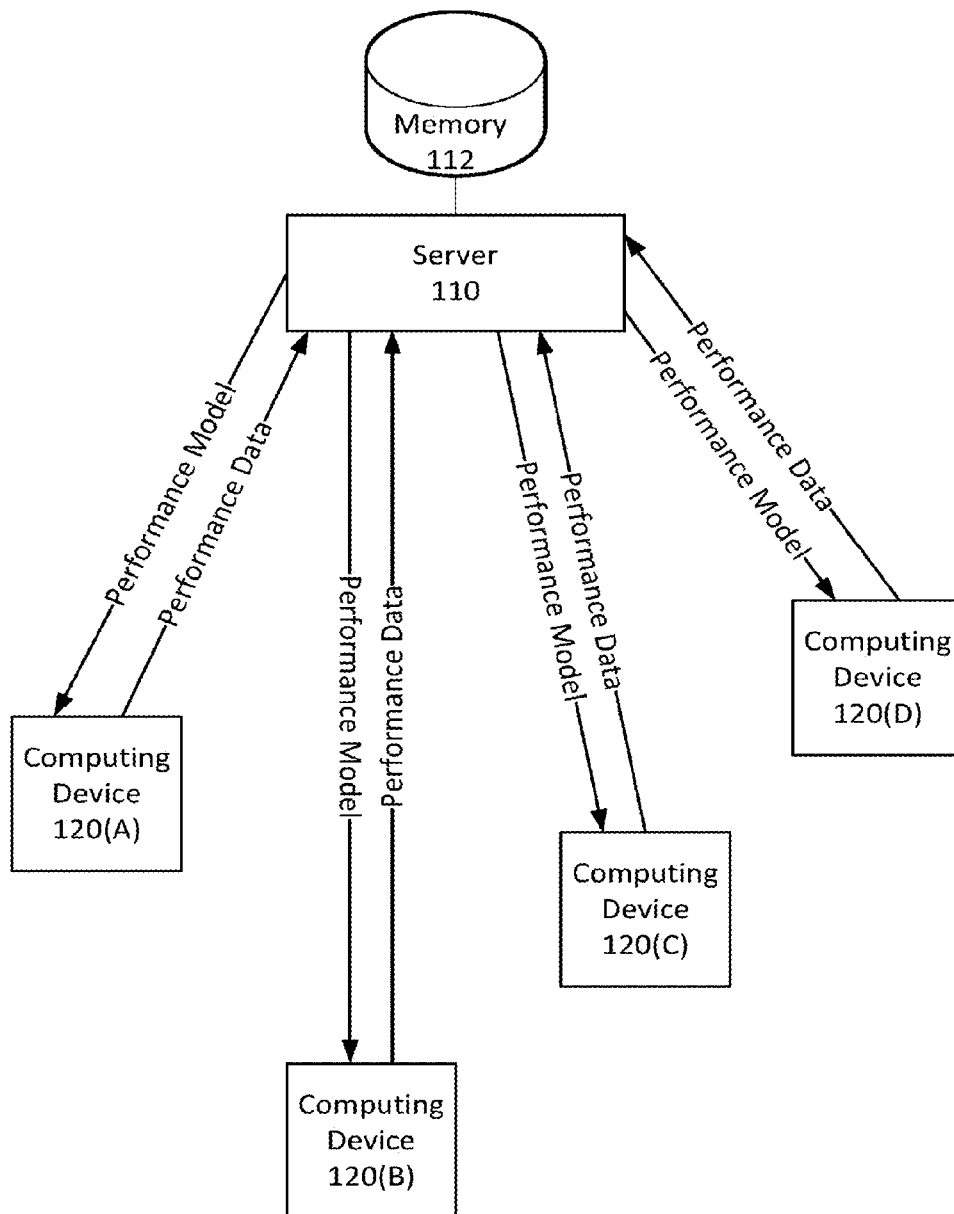 Memory
112
Server
110
Performance Model
Performance Data
Performance Model
Performance Data
Performance Model
Performance Data
Performance Model
Performance Data
Computing
Device
120(D)
Computing
Device
120(A)
Computing
Device
120(C)
Computing
Device
120(B)